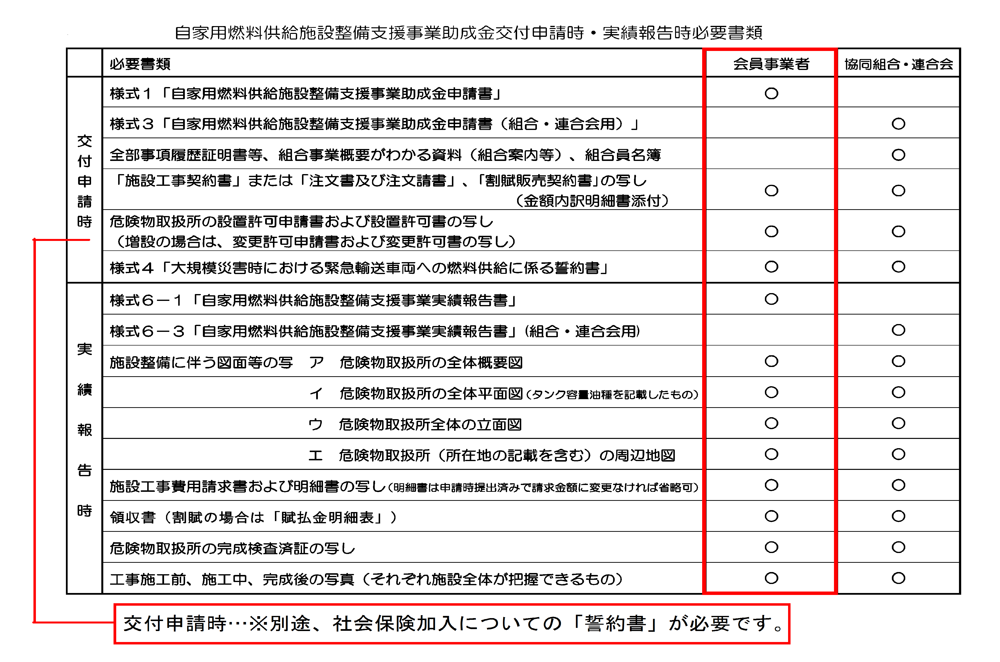 自家用燃料供給施設整備支援事業助成金交付申請時・実績報告時必要書類
必要書類 会員事業者 協同組合・連合会
交付申請時
様式１「自家用燃料供給施設整備支援事業助成金申請書」 ○
様式３「自家用燃料供給施設整備支援事業助成金申請書（組合・連合会用）」 ○
全部事項履歴証明書等、組合事業概要がわかる資料（組合案内等）、組合員名簿 ○
「施設工事契約書」または「注文書及び注文請書」、「割賦販売契約書」の写し
（金額内訳明細書添付） ○ ○
危険物取扱所の設置許可申請書および設置許可書の写し
（増設の場合は、変更許可申請書および変更許可書の写し） ○ ○
様式４「大規模災害時における緊急輸送車両への燃料供給に係る誓約書」 ○ ○
実績報告時
様式６－１「自家用燃料供給施設整備支援事業実績報告書」 ○
様式６－３「自家用燃料供給施設整備支援事業実績報告書」(組合・連合会用) ○
施設整備に伴う図面等の写　ア　危険物取扱所の全体概要図 ○ ○
イ　危険物取扱所の全体平面図（タンク容量油種を記載したもの） ○ ○
ウ　危険物取扱所全体の立面図 ○ ○
エ　危険物取扱所（所在地の記載を含む）の周辺地図 ○ ○
施設工事費用請求書および明細書の写し（明細書は申請時提出済みで請求金額に変更なければ省略可） ○ ○
領収書（割賦の場合は「賦払金明細表」） ○ ○
危険物取扱所の完成検査済証の写し ○ ○
工事施工前、施工中、完成後の写真（それぞれ施設全体が把握できるもの） ○ ○
交付申請時…※別途、社会保険加入についての「誓約書」が必要です。